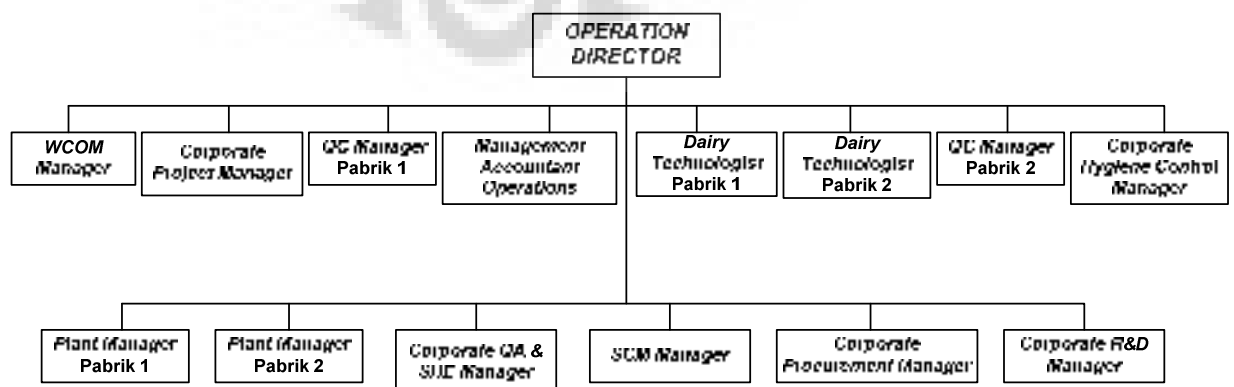 OPERATION
DIRECTOR
WCOM
Manager
Corporate
Project Manager
QC Manager
Pabrik 1
Management
Accountant
Operations
Dairy
Technologist
Pabrik 1
Dairy
Technologist
Pabrik 2
QC Manager
Pabrik 2
Corporate
Hygiene Control
Manager
Plant Manager
Pabrik 1
Plant Manager
Pabrik 2
Corporate QA &
SHE Manager
SCM Manager
Corporate
Procurement Manager
Corporate R&D
Manager